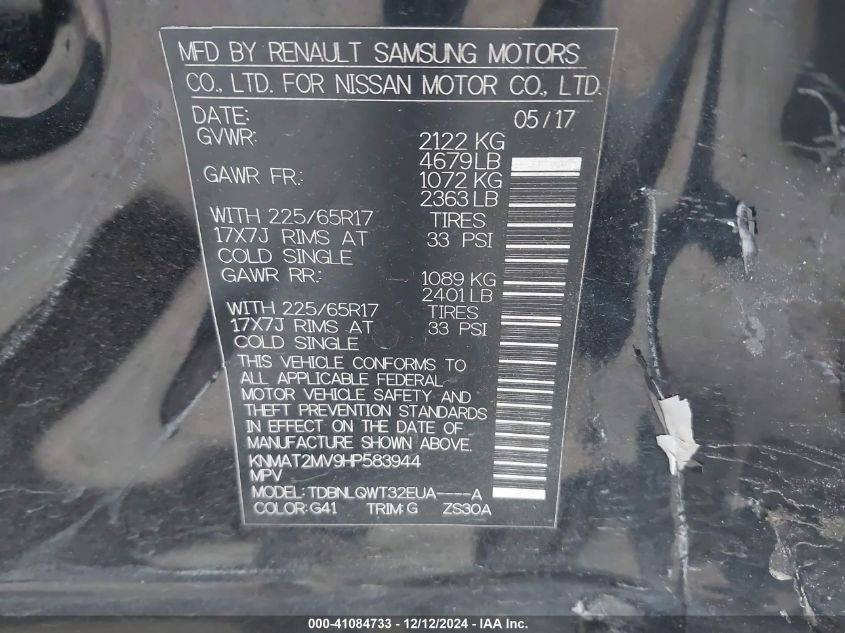 MFD BY RENAULT SAMSUNG MOTORS
CO., LTD. FOR NISSAN MOTOR CO., LTD.
DATE: 05/17
GVWR: 2122 KG
4679LB
GAWR FR.: 1072 KG
2363 LB
WITH 225/65R17 TIRES
17X7J RIMS AT 33 PSI
COLD SINGLE
GAWR RR.: 1089 KG
2401 LB
WITH 225/65R17 TIRES
17X7J RIMS AT 33 PSI
COLD SINGLE
THIS VEHICLE CONFORMS TO
ALL APPLICABLE FEDERAL
MOTOR VEHICLE SAFETY AND
THEFT PREVENTION STANDARDS
IN EFFECT ON THE DATE OF
MANUFACTURE SHOWN ABOVE.
KNMAT2MV9HP583944
MPV
MODEL: TDBNLQWT32EUA----A
COLOR:G41 TRIM:G ZS30A
000-41084733 - 12/12/2024 - IAA Inc.